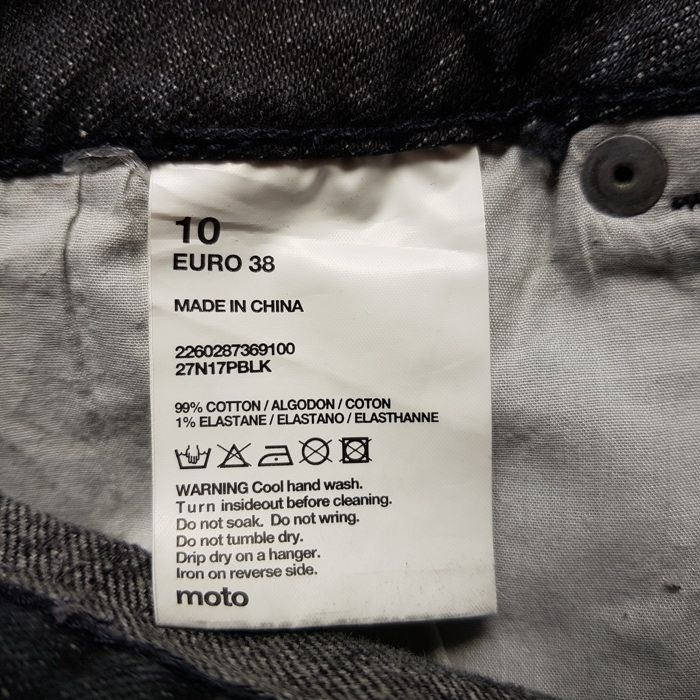 10
EURO 38
MADE IN CHINA
2260287369100
27N17PBLK
99% COTTON / ALGODON / COTON
1% ELASTANE / ELASTANO / ELASTHANNE
WARNING Cool hand wash.
Turn insideout before cleaning.
Do not soak. Do not wring.
Do not tumble dry.
Drip dry on a hanger.
Iron on reverse side.
moto